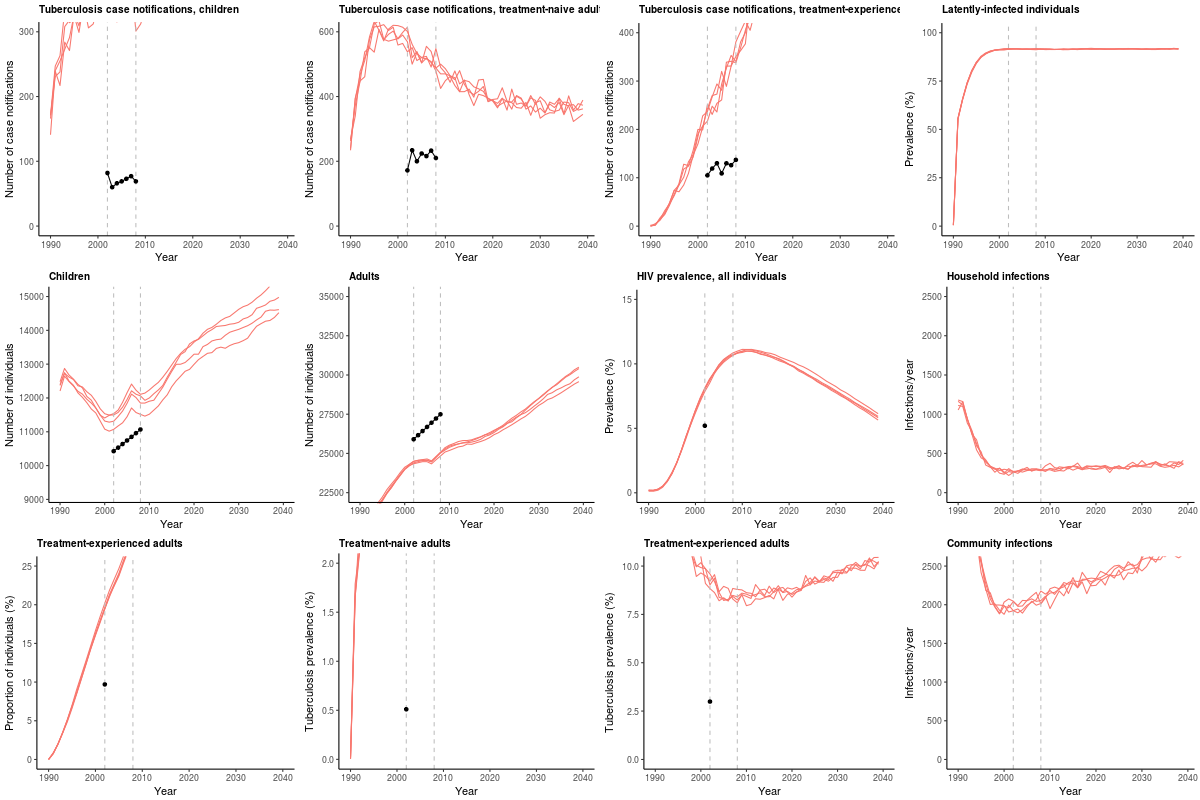 Tuberculosis case notifications, children
Number of case notifications
300
200
100
0
1990 2000 2010 2020 2030 2040
Year
Tuberculosis case notifications, treatment-naive adult
Number of case notifications
600
400
200
0
1990 2000 2010 2020 2030 2040
Year
Tuberculosis case notifications, treatment-experience
Number of case notifications
400
300
200
100
0
1990 2000 2010 2020 2030 2040
Year
Latently-infected individuals
Prevalence (%)
100
75
50
25
0
1990 2000 2010 2020 2030 2040
Year
Children
Number of individuals
15000
14000
13000
12000
11000
10000
9000
1990 2000 2010 2020 2030 2040
Year
Adults
Number of individuals
35000
32500
30000
27500
25000
22500
1990 2000 2010 2020 2030 2040
Year
HIV prevalence, all individuals
Prevalence (%)
15
10
5
0
1990 2000 2010 2020 2030 2040
Year
Household infections
Infections/year
2500
2000
1500
1000
500
0
1990 2000 2010 2020 2030 2040
Year
Treatment-experienced adults
Proportion of individuals (%)
25
20
15
10
5
0
1990 2000 2010 2020 2030 2040
Year
Treatment-naive adults
Tuberculosis prevalence (%)
2.0
1.5
1.0
0.5
0.0
1990 2000 2010 2020 2030 2040
Year
Treatment-experienced adults
Tuberculosis prevalence (%)
10.0
7.5
5.0
2.5
0.0
1990 2000 2010 2020 2030 2040
Year
Community infections
Infections/year
2500
2000
1500
1000
500
0
1990 2000 2010 2020 2030 2040
Year